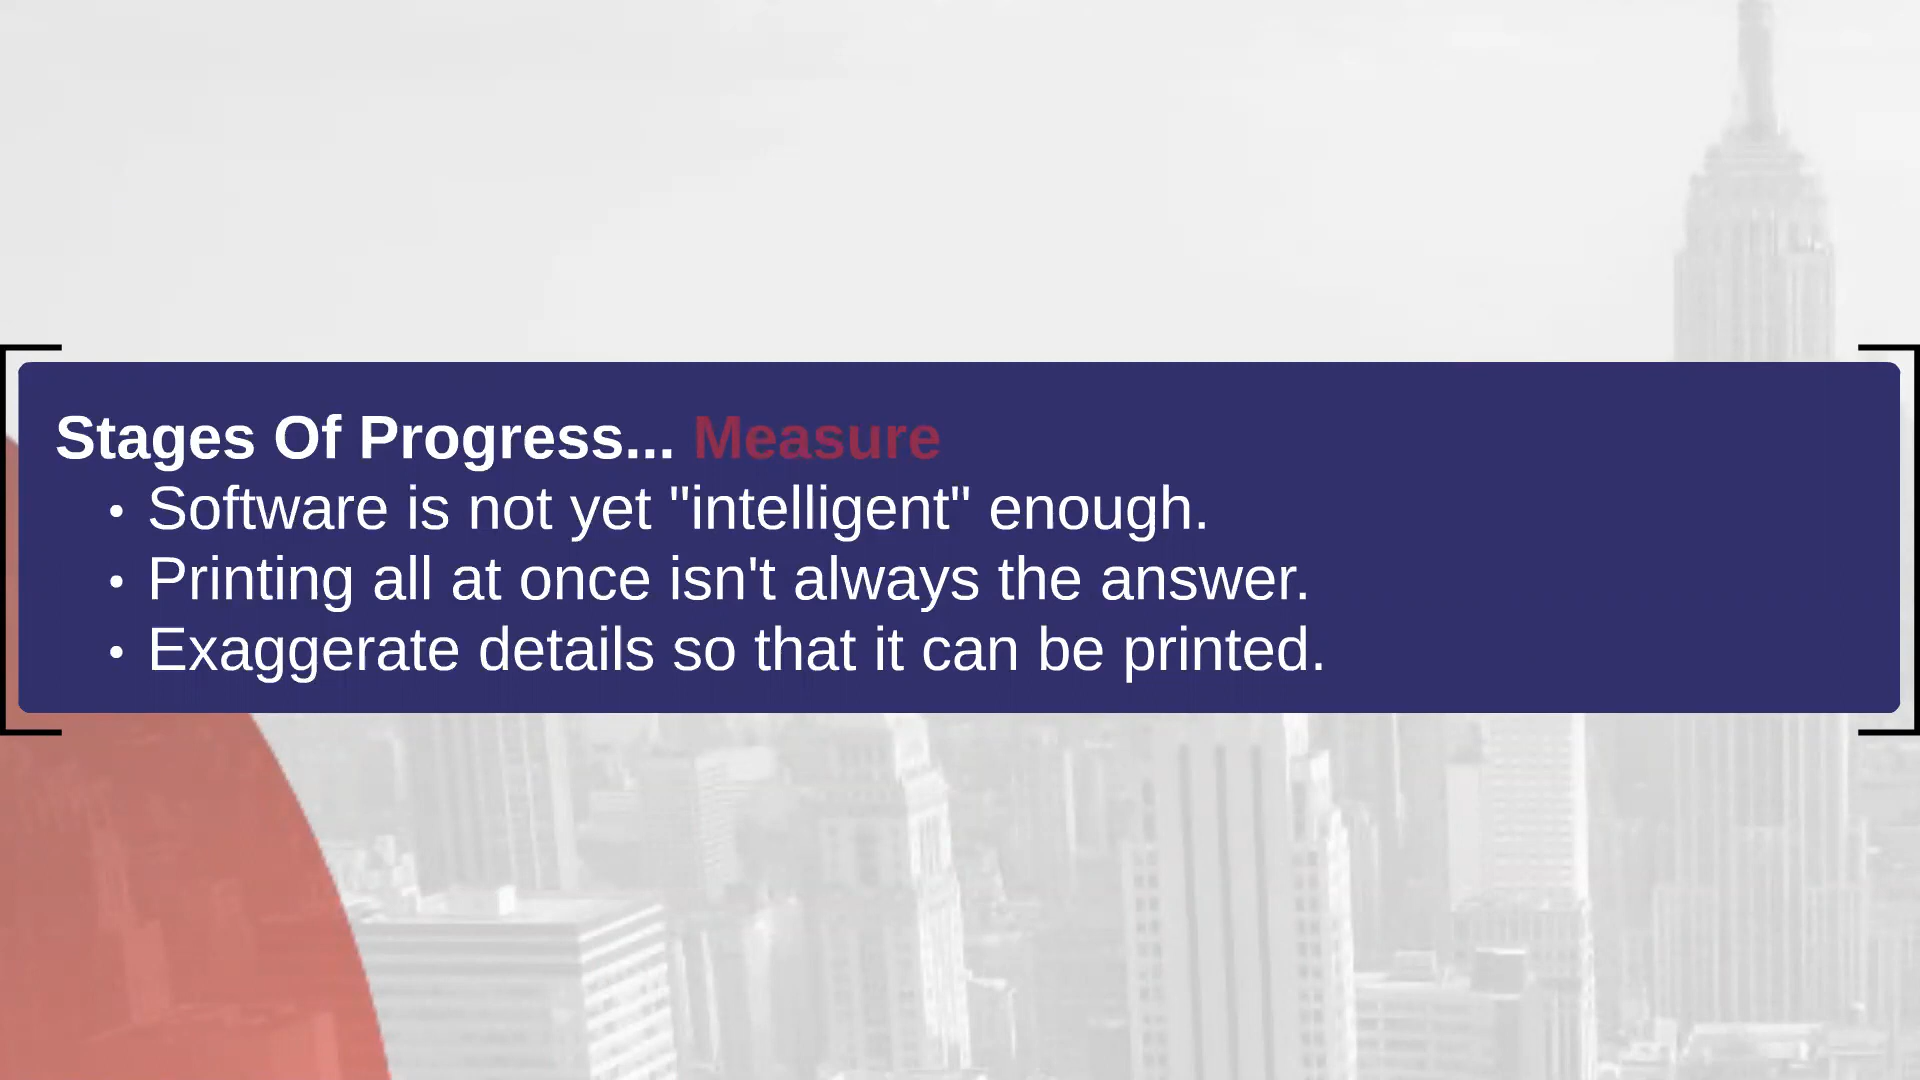 Stages Of Progress... Measure
• Software is not yet "intelligent" enough.
• Printing all at once isn't always the answer.
• Exaggerate details so that it can be printed.